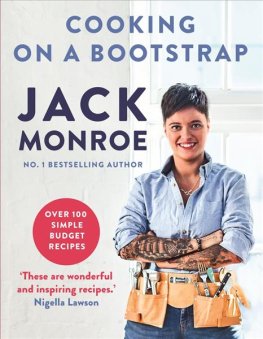 COOKING
ON A BOOTSTRAP
JACK
MONROE
NO. 1 BESTSELLING AUTHOR
OVER 100
SIMPLE
BUDGET
RECIPES
‘These are wonderful
and inspiring recipes.’
Nigella Lawson